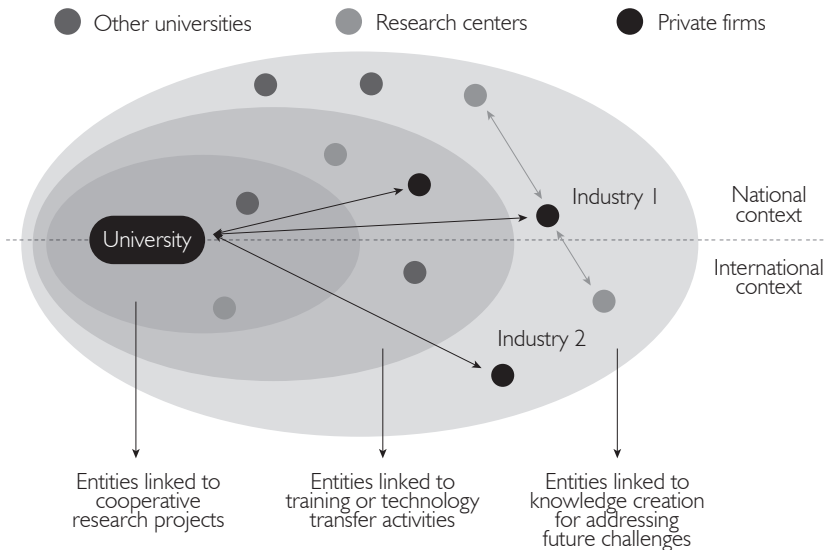 Other universities
Research centers
Private firms
Industry 1
National
context
University
International
context
Industry 2
Entities linked to
cooperative
research projects
Entities linked to
training or technology
transfer activities
Entities linked to
knowledge creation
for addressing
future challenges